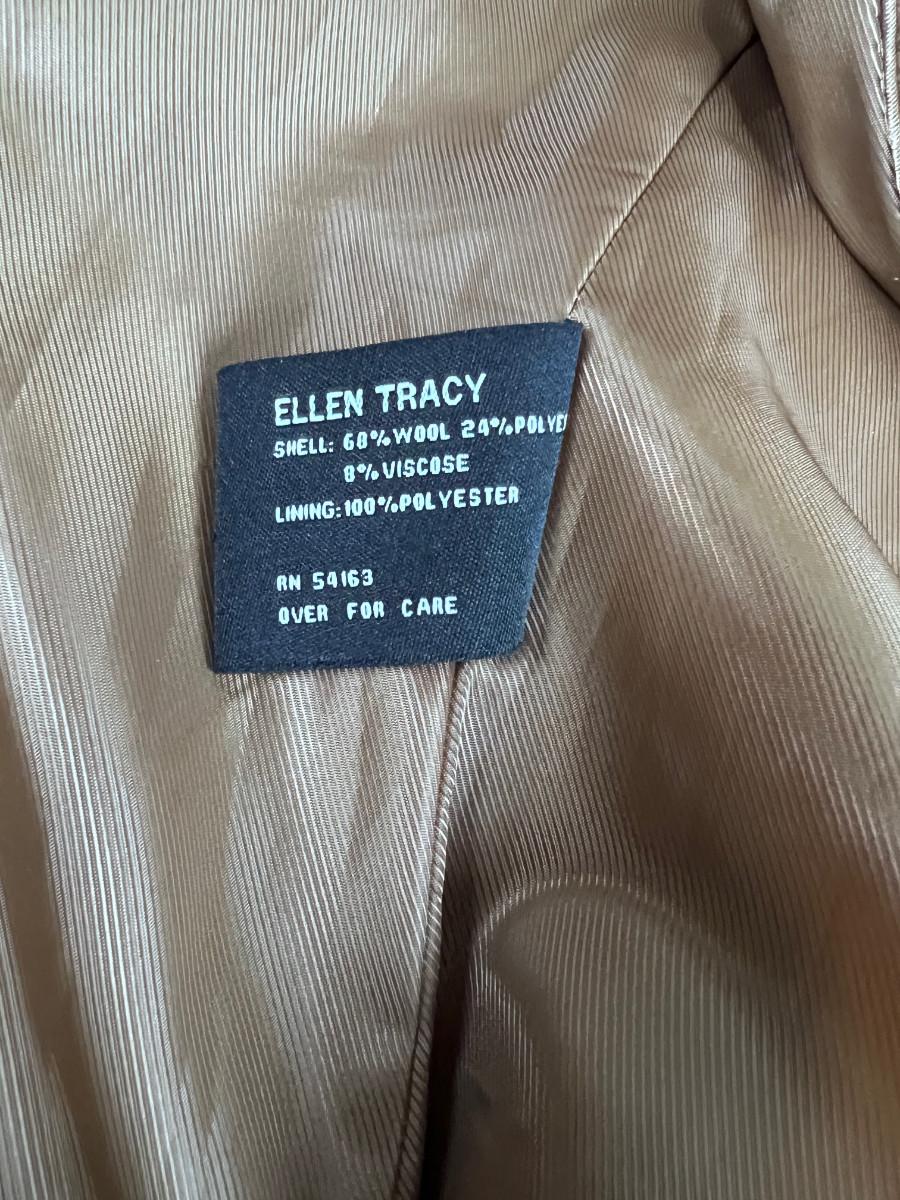 ELLEN TRACY
SHELL: 68%WOOL 24%POLYE
8%VISCOSE
LINING:100%POLYESTER
RN 54163
OVER FOR CARE